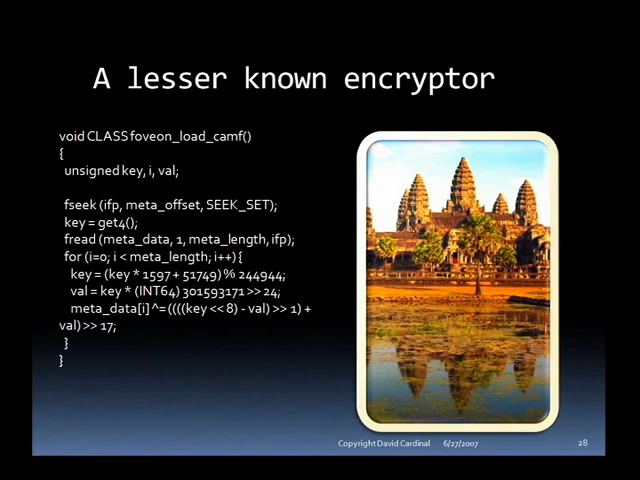 A lesser known encryptor
void CLASS foveon_load_camf()
{
unsigned key, i, val;
fseek (ifp, meta_offset, SEEK_SET);
key = get4();
fread (meta_data, 1, meta_length, ifp);
for (i=0; i < meta_length; i++) {
key = (key * 1597 + 51749) % 244944;
val = key * (INT64) 301593171 >> 24;
meta_data[i] ^= ((((key << 8) - val) >> 1) +
val) >> 17;
}
}
Copyright David Cardinal 6/27/2007 28